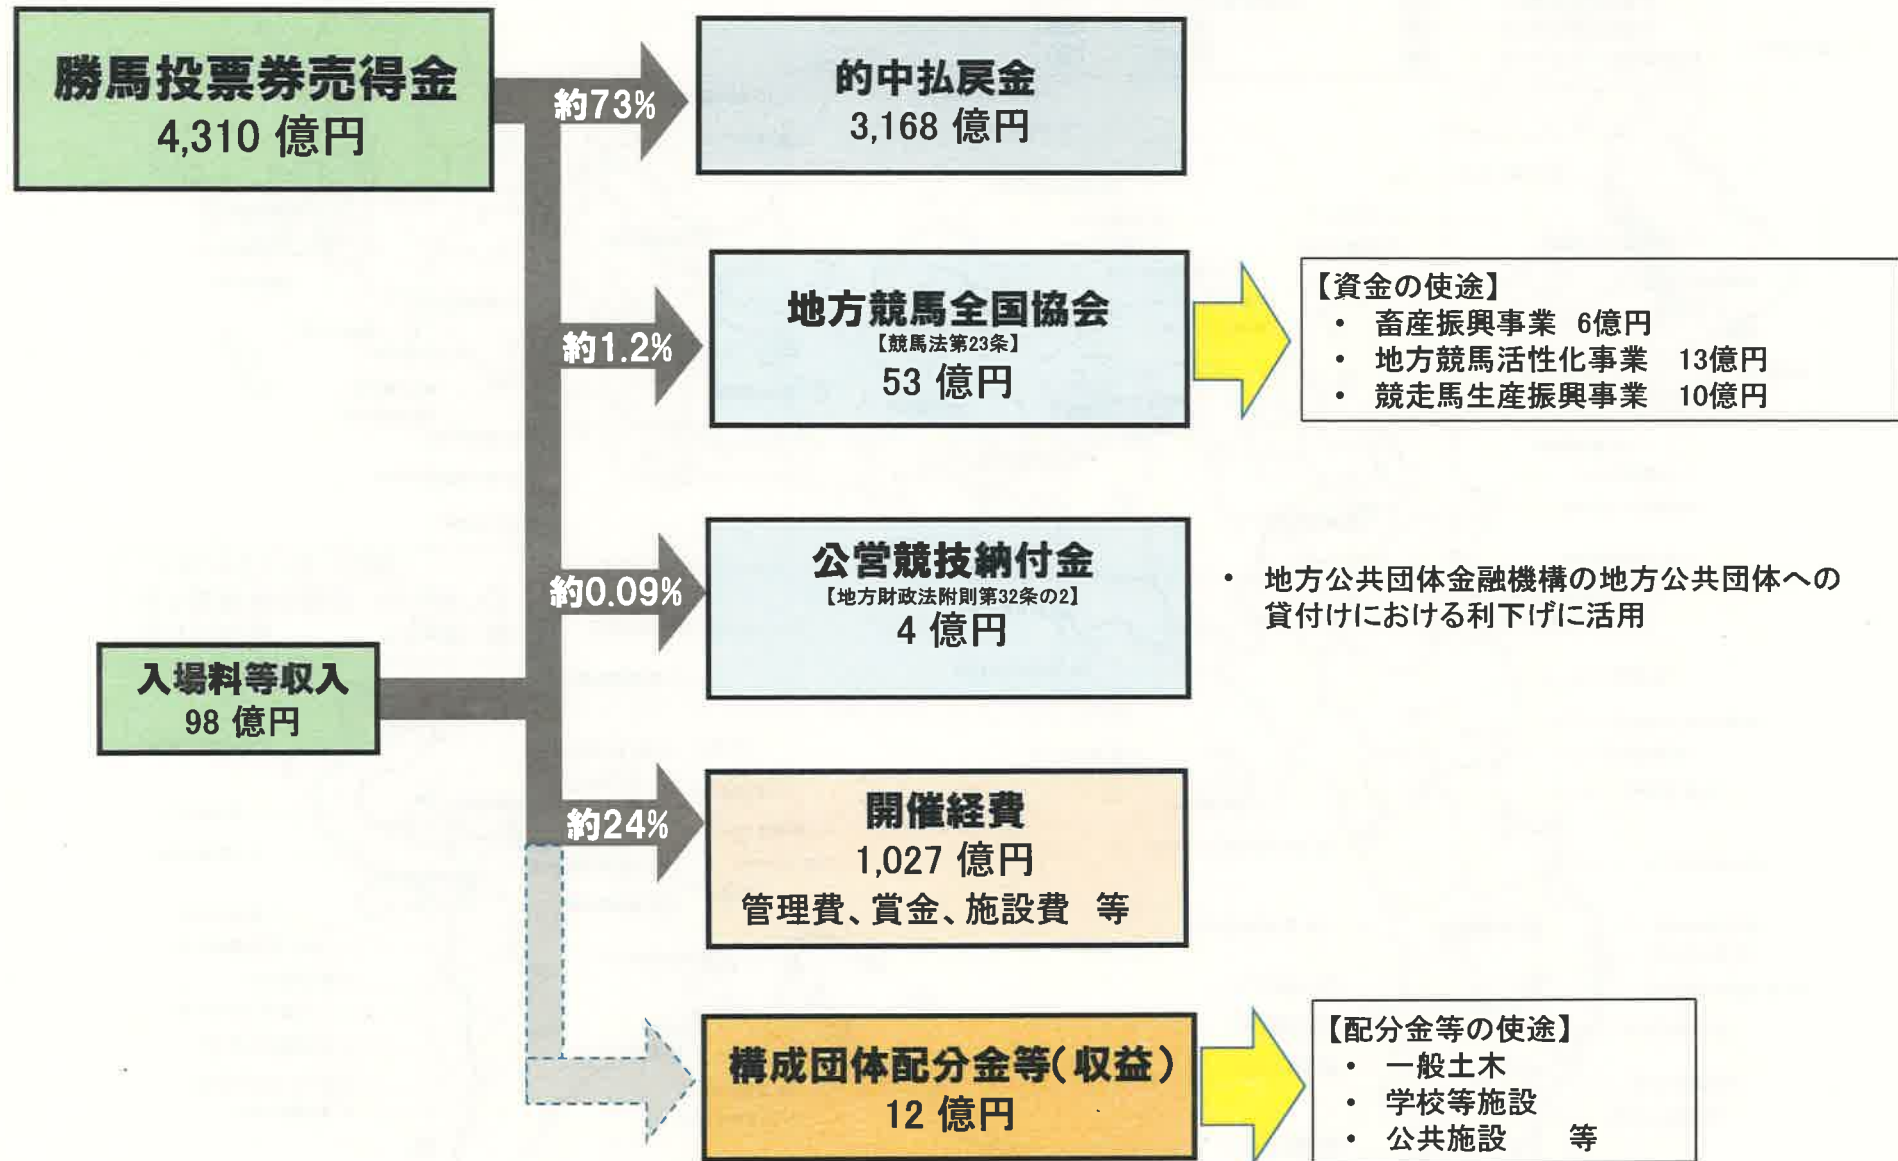 勝馬投票券売得金
4,310 億円
約73%
的中払戻金
3,168 億円
約1.2%
地方競馬全国協会
【競馬法第23条】
53 億円
【資金の使途】
・ 畜産振興事業 6億円
・ 地方競馬活性化事業 13億円
・ 競走馬生産振興事業 10億円
約0.09%
公営競技納付金
【地方財政法附則第32条の2】
4 億円
・ 地方公共団体金融機構の地方公共団体への
貸付けにおける利下げに活用
入場料等収入
98 億円
約24%
開催経費
1,027 億円
管理費、賞金、施設費 等
構成団体配分金等(収益)
12 億円
【配分金等の使途】
・ 一般土木
・ 学校等施設
・ 公共施設 等